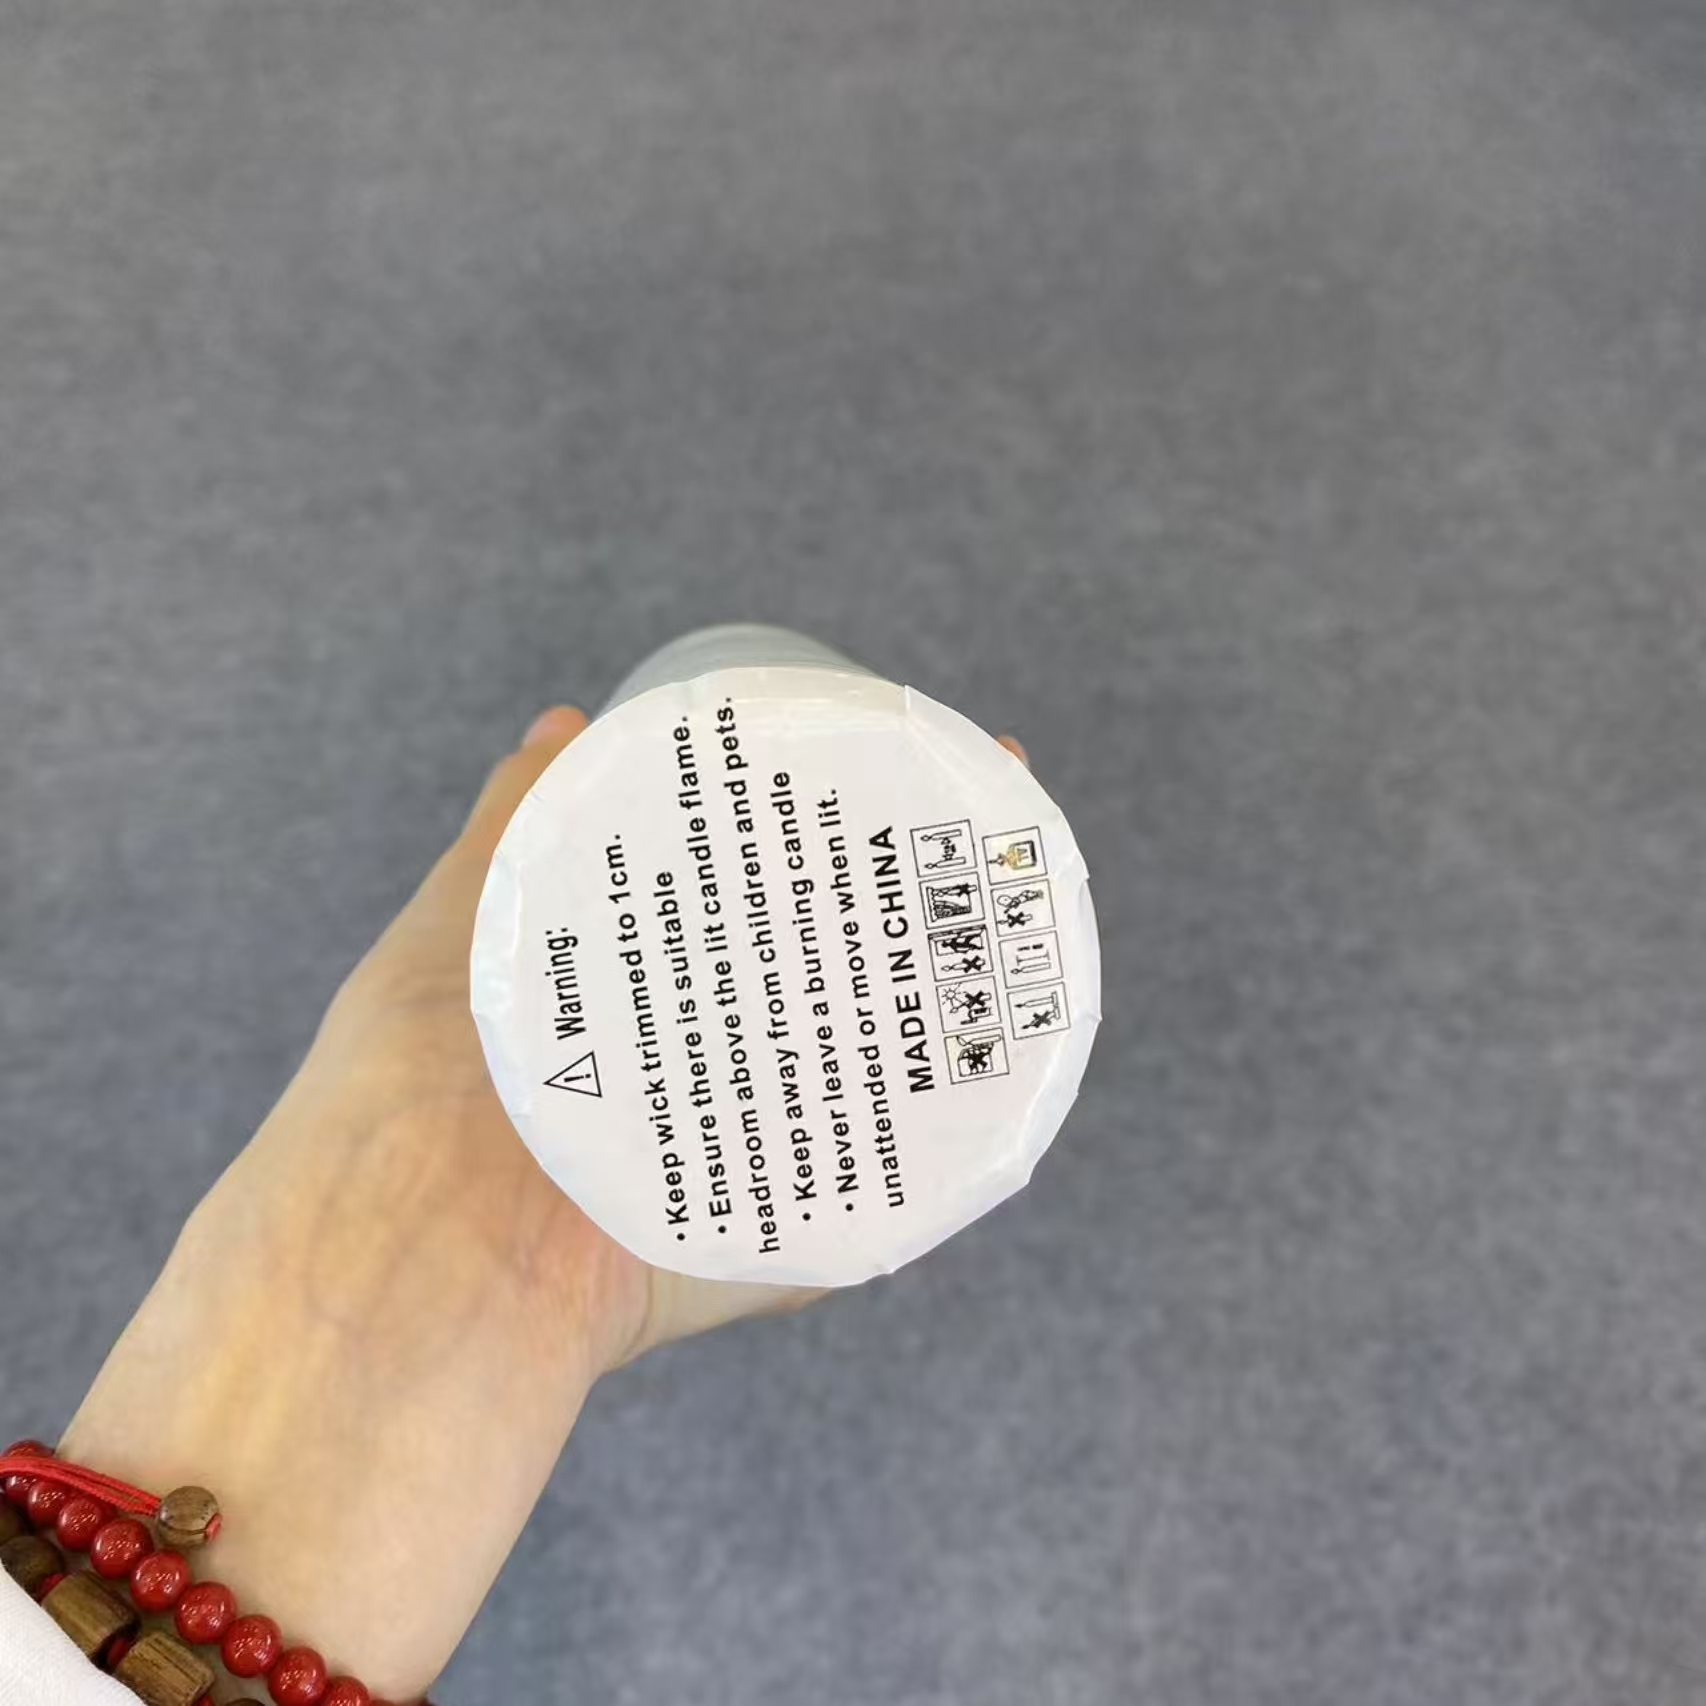 Warning:
• Keep wick trimmed to 1cm.
• Ensure there is suitable
headroom above the lit candle flame.
• Keep away from children and pets.
• Never leave a burning candle
unattended or move when lit.
MADE IN CHINA